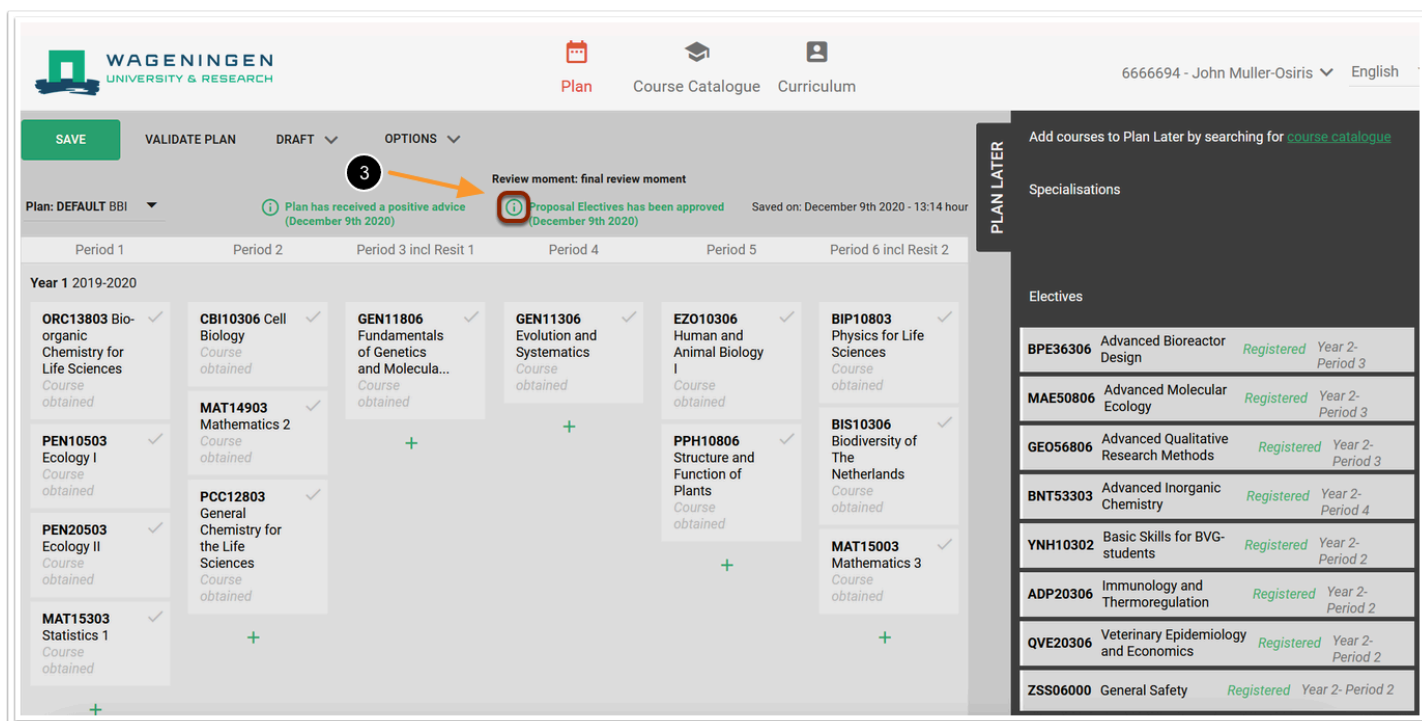 WAGENINGEN
UNIVERSITY & RESEARCH
Plan
Course Catalogue
Curriculum
6666694 - John Muller-Osiris
English
SAVE
VALIDATE PLAN
DRAFT
OPTIONS
3
Review moment: final review moment
Plan: DEFAULT BBI
Plan has received a positive advice
(December 9th 2020)
Proposal Electives has been approved
(December 9th 2020)
Saved on: December 9th 2020 - 13:14 hour
Period 1
Period 2
Period 3 incl Resit 1
Period 4
Period 5
Period 6 incl Resit 2
Year 1 2019-2020
ORC13803 Bio-
organic
Chemistry for
Life Sciences
Course
obtained
PEN10503
Ecology I
Course
obtained
PEN20503
Ecology II
Course
obtained
MAT15303
Statistics 1
Course
obtained
+
CBI10306 Cell
Biology
Course
obtained
MAT14903
Mathematics 2
Course
obtained
PCC12803
General
Chemistry for
the Life
Sciences
Course
obtained
+
GEN11806
Fundamentals
of Genetics
and Molecula...
Course
obtained
+
GEN11306
Evolution and
Systematics
Course
obtained
+
EZO10306
Human and
Animal Biology
I
Course
obtained
PPH10806
Structure and
Function of
Plants
Course
obtained
+
BIP10803
Physics for Life
Sciences
Course
obtained
BIS10306
Biodiversity of
The
Netherlands
Course
obtained
MAT15003
Mathematics 3
Course
obtained
+
PLAN LATER
Add courses to Plan Later by searching for course catalogue
Specialisations
Electives
BPE36306 Advanced Bioreactor Design Registered Year 2- Period 3
MAE50806 Advanced Molecular Ecology Registered Year 2- Period 3
GEO56806 Advanced Qualitative Research Methods Registered Year 2- Period 3
BNT53303 Advanced Inorganic Chemistry Registered Year 2- Period 4
YNH10302 Basic Skills for BVG-students Registered Year 2- Period 2
ADP20306 Immunology and Thermoregulation Registered Year 2- Period 2
QVE20306 Veterinary Epidemiology and Economics Registered Year 2- Period 2
ZSS06000 General Safety Registered Year 2- Period 2